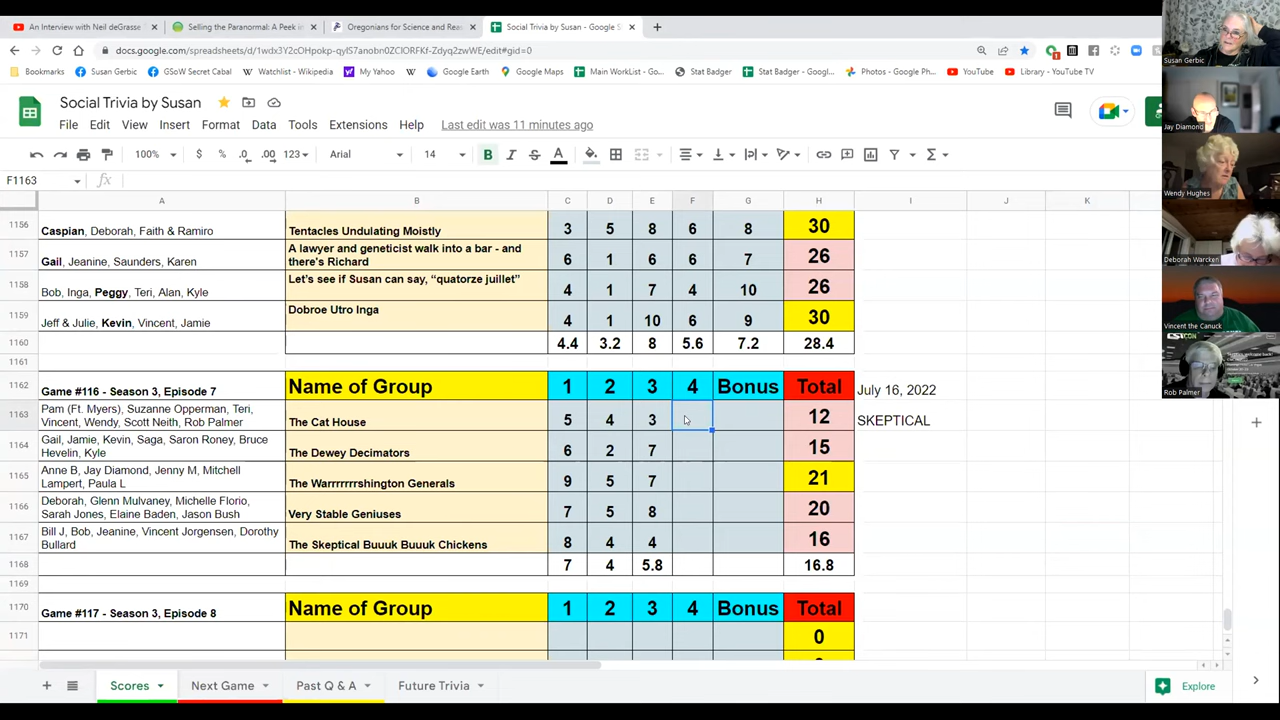 An Interview with Neil deGrasse
Selling the Paranormal: A Peek is
Oregonians for Science and Reas
Social Trivia by Susan - Google S
docs.google.com/spreadsheets/d/
edit#gid=0
Bookmarks
Susan Gerbic
GSoW Secret Cabal
Watchlist - Wikipedia
My Yahoo
Google Earth
Google Maps
Main WorkList - Go...
Stat Badger
Stat Badger - Googl...
Photos - Google Ph...
YouTube
Library - YouTube TV
Social Trivia by Susan
File Edit View Insert Format Data Tools Extensions Help Last edit was 11 minutes ago
100% $ % .0 .00 123 Arial 14 B I S A
F1163 fx
A B C D E F G H I J K
1156 Caspian, Deborah, Faith & Ramiro Tentacles Undulating Moistly 3 5 8 6 8 30
1157 Gail, Jeanine, Saunders, Karen A lawyer and geneticist walk into a bar - and
there's Richard 6 1 6 6 7 26
1158 Bob, Inga, Peggy, Teri, Alan, Kyle Let's see if Susan can say, "quatorze juillet" 4 1 7 4 10 26
1159 Jeff & Julie, Kevin, Vincent, Jamie Dobroe Utro Inga 4 1 10 6 9 30
1160 4.4 3.2 8 5.6 7.2 28.4
1161
1162 Game #116 - Season 3, Episode 7 Name of Group 1 2 3 4 Bonus Total July 16, 2022
1163 Pam (Ft. Myers), Suzanne Opperman, Teri,
Vincent, Wendy, Scott Neith, Rob Palmer The Cat House 5 4 3 12 SKEPTICAL
1164 Gail, Jamie, Kevin, Saga, Saron Roney, Bruce
Hevelin, Kyle The Dewey Decimators 6 2 7 15
1165 Anne B, Jay Diamond, Jenny M, Mitchell
Lampert, Paula L The Warrrrrrrshington Generals 9 5 7 21
1166 Deborah, Glenn Mulvaney, Michelle Florio,
Sarah Jones, Elaine Baden, Jason Bush Very Stable Geniuses 7 5 8 20
1167 Bill J, Bob, Jeanine, Vincent Jorgensen, Dorothy
Bullard The Skeptical Buuuk Buuuk Chickens 8 4 4 16
1168 7 4 5.8 16.8
1169
1170 Game #117 - Season 3, Episode 8 Name of Group 1 2 3 4 Bonus Total
1171 0
Scores
Next Game
Past Q & A
Future Trivia
Explore
Susan Gerbic
Jay Diamond
Wendy Hughes
Deborah Warcken
Vincent the Canuck
CSICON
Rob Palmer